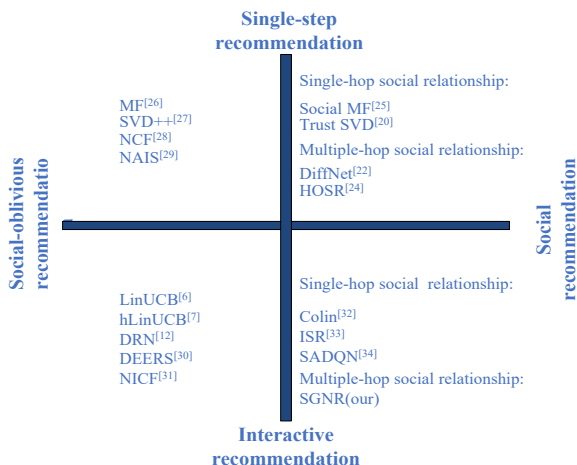 Single-step
recommendation
MF[26]
SVD++[27]
NCF[28]
NAIS[29]
Single-hop social relationship:
Social MF[25]
Trust SVD[20]
Multiple-hop social relationship:
DiffNet[22]
HOSR[24]
Social-oblivious
recommendatio
Social
recommendation
LinUCB[6]
hLinUCB[7]
DRN[12]
DEERS[30]
NICF[31]
Single-hop social relationship:
Colin[32]
ISR[33]
SADQN[34]
Multiple-hop social relationship:
SGNR(our)
Interactive
recommendation